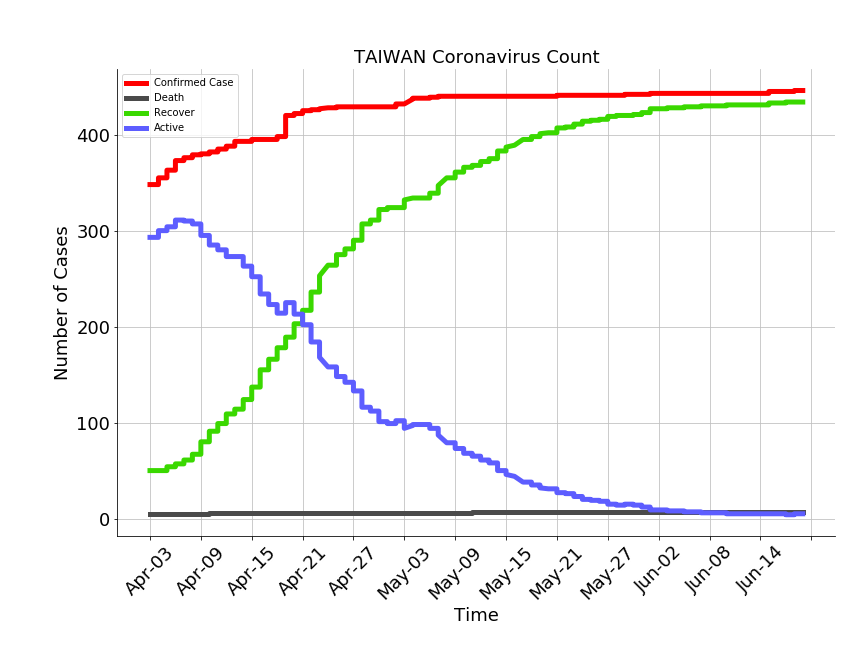 TAIWAN Coronavirus Count
Confirmed Case
Death
Recover
Active
Number of Cases
400
300
200
100
0
Apr-03
Apr-09
Apr-15
Apr-21
Apr-27
May-03
May-09
May-15
May-21
May-27
Jun-02
Jun-08
Jun-14
Time